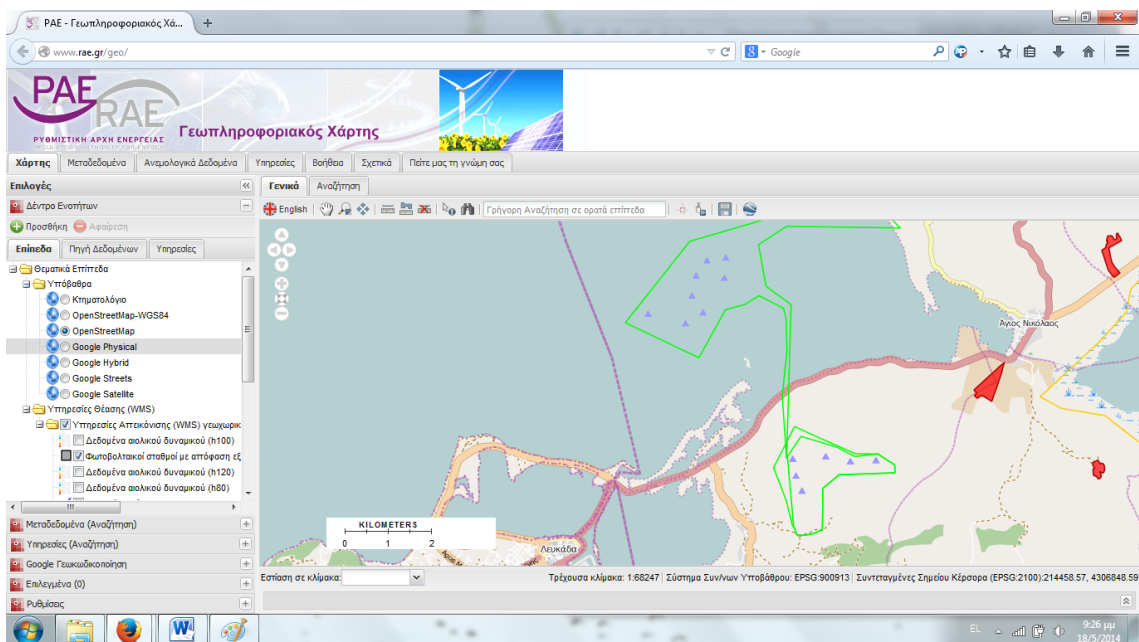 ΡΑΕ - Γεωπληροφοριακός Χά...
www.rae.gr/geo/
Google
ΡΑΕ
RAE
ΡΥΘΜΙΣΤΙΚΗ ΑΡΧΗ ΕΝΕΡΓΕΙΑΣ
Γεωπληροφοριακός Χάρτης
Χάρτης Μεταδεδομένα Ανεμολογικά Δεδομένα Υπηρεσίες Βοήθεια Σχετικά Πείτε μας τη γνώμη σας
Επιλογές
Γενικά Αναζήτηση
Δέντρο Ενοτήτων
English Γρήγορη Αναζήτηση σε ορατά επίπεδα
Προσθήκη Αφαίρεση
Επίπεδα Πηγή Δεδομένων Υπηρεσίες
Θεματικά Επίπεδα
Υπόβαθρα
Κτηματολόγιο
OpenStreetMap-WGS84
OpenStreetMap
Google Physical
Google Hybrid
Google Streets
Google Satellite
Υπηρεσίες Θέασης (WMS)
Υπηρεσίες Απεικόνισης (WMS) γεωχωρικ
Δεδομένα αιολικού δυναμικού (h100)
Φωτοβολταικοί σταθμοί με απόφαση εξ
Δεδομένα αιολικού δυναμικού (h120)
Δεδομένα αιολικού δυναμικού (h80)
Μεταδεδομένα (Αναζήτηση)
Υπηρεσίες (Αναζήτηση)
Google Γεωκωδικοποίηση
Επιλεγμένα (0)
Ρυθμίσεις
Άγιος Νικόλαος
Λευκάδα
KILOMETERS
0 1 2
Εστίαση σε κλίμακα:
Τρέχουσα κλίμακα: 1:68247 Σύστημα Συν/νων Υποβάθρου: EPSG:900913 Συντεταγμένες Σημείου Κέρσορα (EPSG:2100):214458.57, 4306848.59
EL
9:26 μμ
18/5/2014